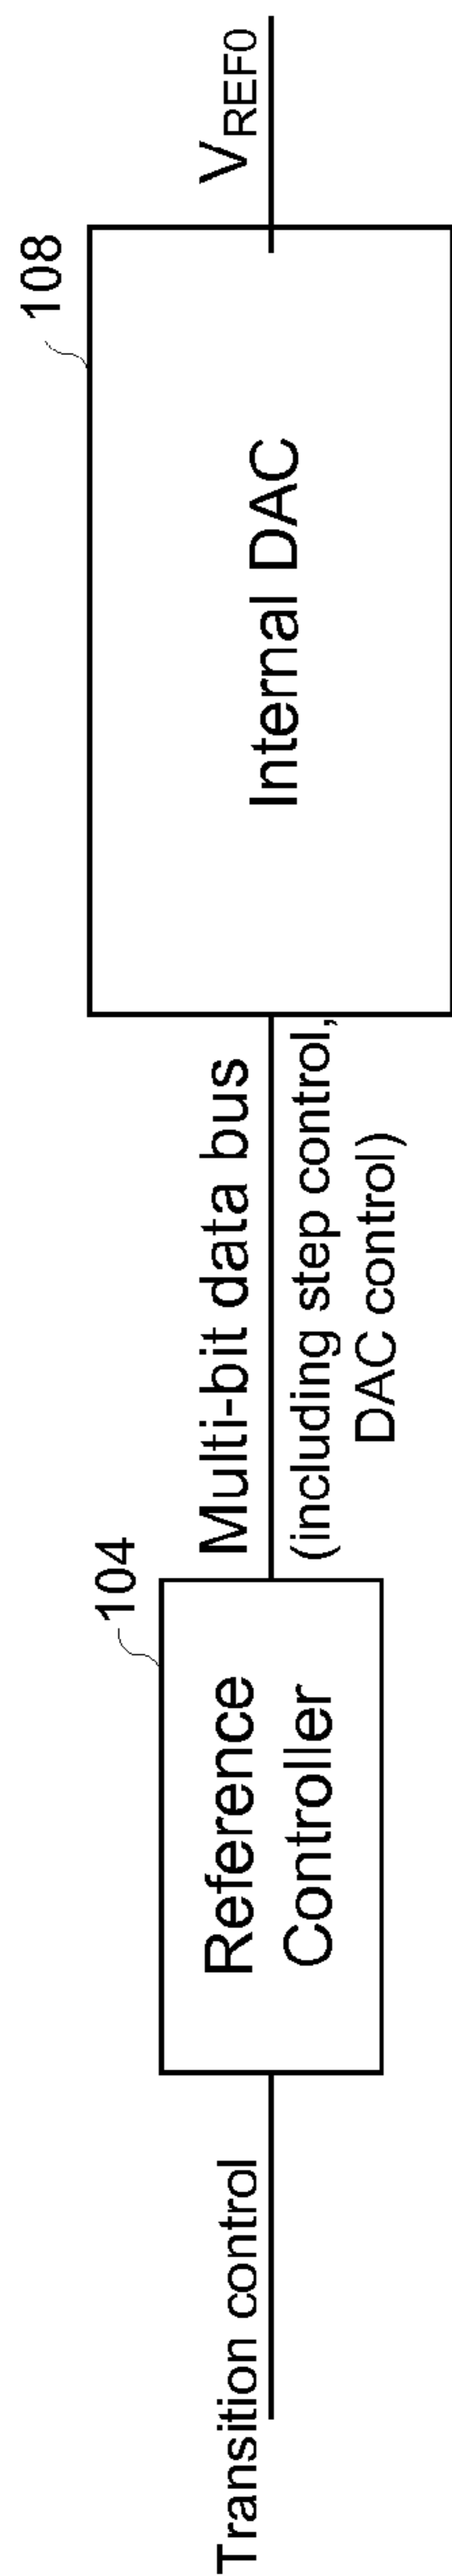 Transition control
104
Reference
Controller
Multi-bit data bus
(including step control,
DAC control)
108
Internal DAC
VREF0